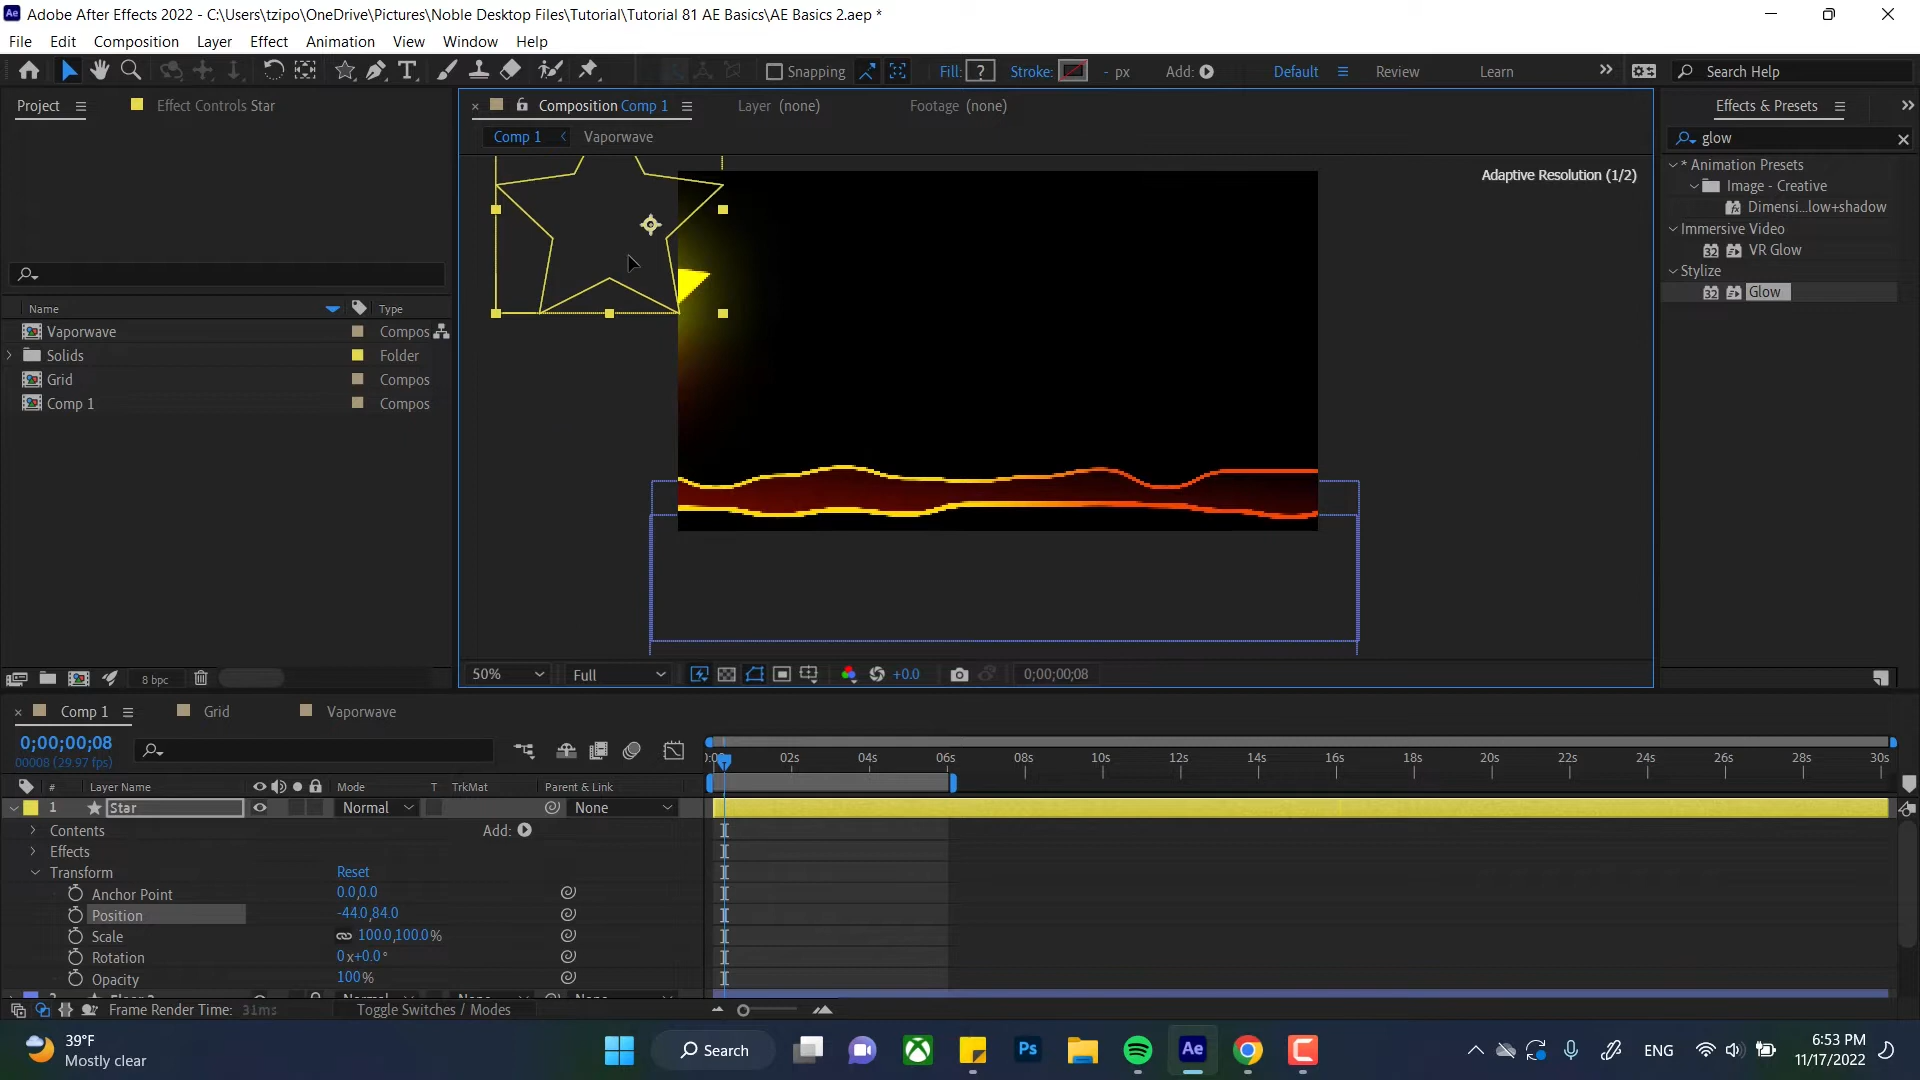 Adobe After Effects 2022 - C:\Users\tzipo\OneDrive\Pictures\Noble Desktop Files\Tutorial\Tutorial 81 AE Basics\AE Basics 2.aep *
File Edit Composition Layer Effect Animation View Window Help
Snapping Fill: ? Stroke: - px Add: Default Review Learn Search Help
Project Effect Controls Star
Composition Comp 1 Layer (none) Footage (none)
Comp 1 Vaporwave
Adaptive Resolution (1/2)
Effects & Presets
glow
* Animation Presets
Image - Creative
Dimensi...low+shadow
Immersive Video
32 VR Glow
Stylize
32 Glow
Name Type
Vaporwave Compos
Solids Folder
Grid Compos
Comp 1 Compos
8 bpc
50% Full +0.0 0;00;00;08
Comp 1 Grid Vaporwave
0;00;00;08
00008 (29.97 fps)
02s 04s 06s 08s 10s 12s 14s 16s 18s 20s 22s 24s 26s 28s 30s
# Layer Name Mode T TrkMat Parent & Link
1 Star Normal None
Contents Add:
Effects
Transform Reset
Anchor Point 0.0,0.0
Position -44.0,84.0
Scale 100.0,100.0%
Rotation 0x+0.0°
Opacity 100%
Frame Render Time: 31ms Toggle Switches / Modes
39°F
Mostly clear
Search
Ps
Ae
ENG
6:53 PM
11/17/2022